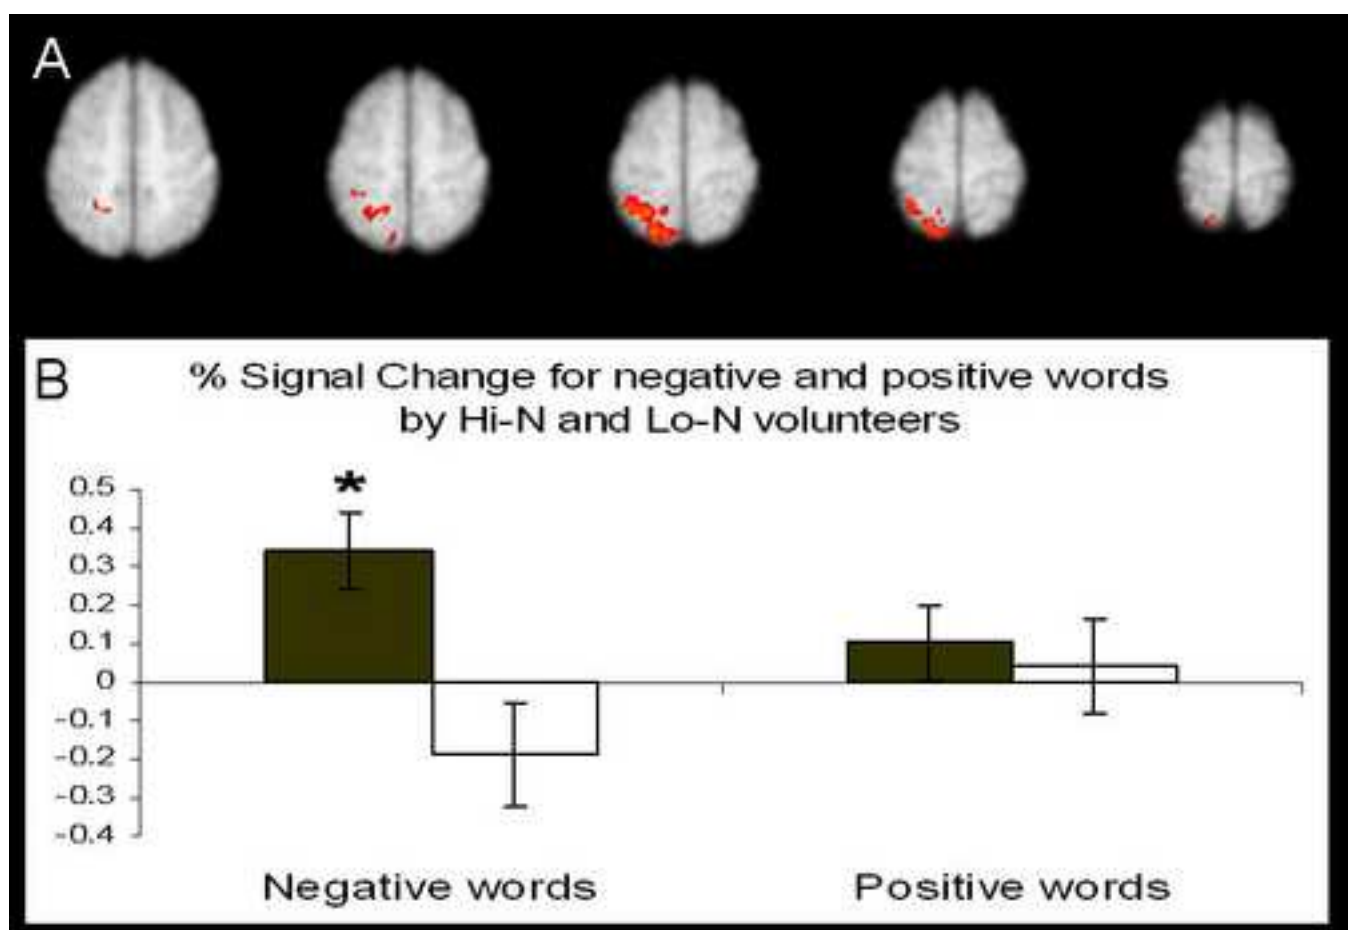 A
B
% Signal Change for negative and positive words
by Hi-N and Lo-N volunteers
*
0.5
0.4
0.3
0.2
0.1
0
-0.1
-0.2
-0.3
-0.4
Negative words Positive words